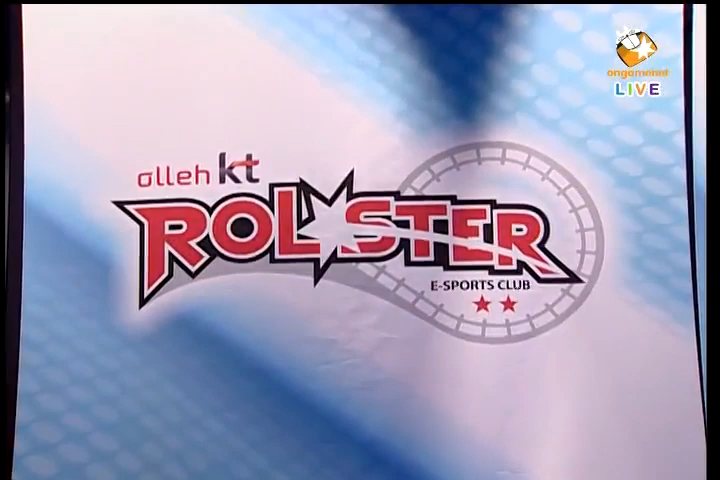 ongamenet
LIVE
olleh kt
ROLSTER
E-SPORTS CLUB